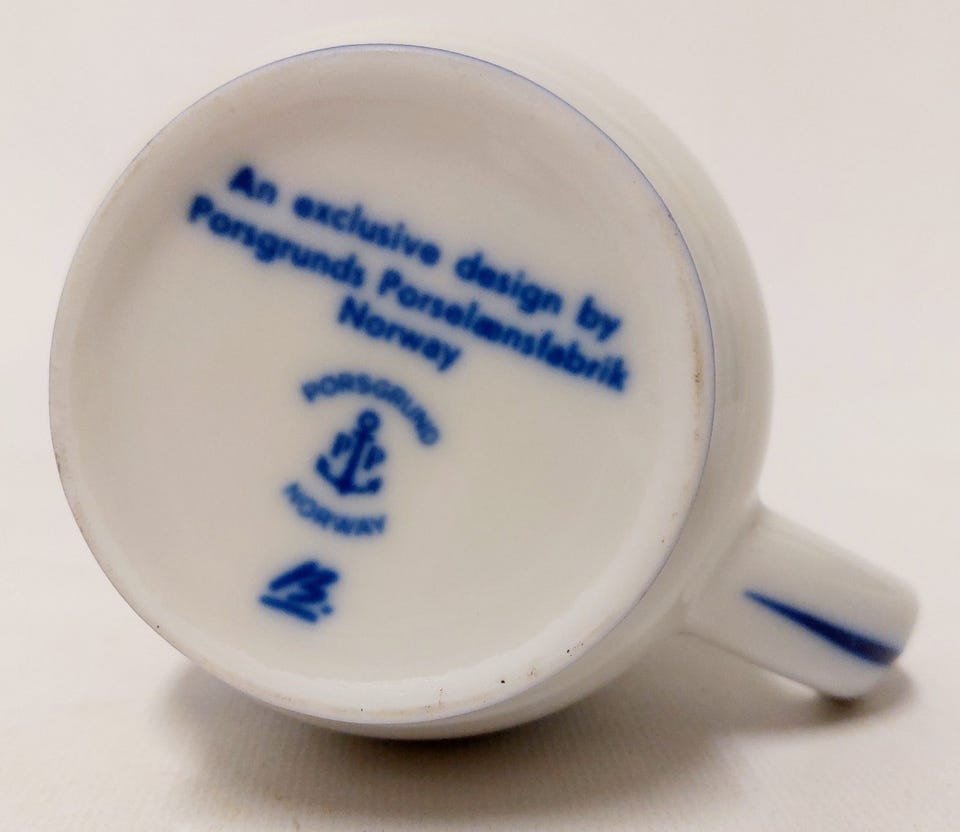 An exclusive design by
Porsgrunds Porselænsfabrik
Norway
PORSGRUND
P P
NORWAY